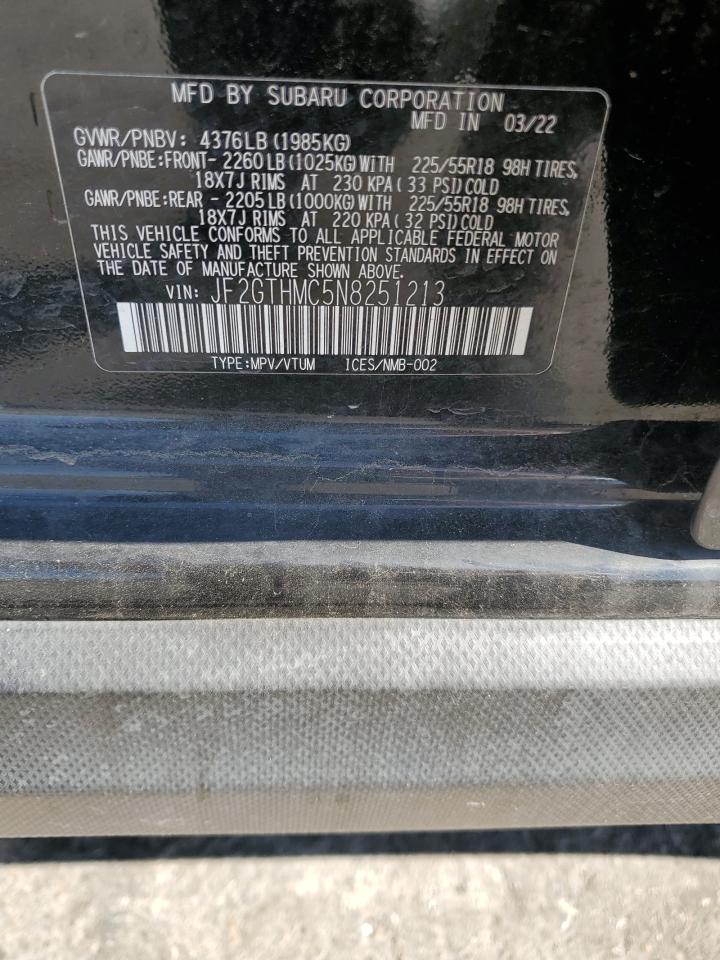 MFD BY SUBARU CORPORATION
MFD IN 03/22
GVWR/PNBV: 4376LB(1985KG)
GAWR/PNBE:FRONT- 2260LB(1025KG)WITH 225/55R18 98H TIRES,
18X7J RIMS AT 230 KPA( 33 PSI)COLD
GAWR/PNBE:REAR - 2205LB(1000KG)WITH 225/55R18 98H TIRES,
18X7J RIMS AT 220 KPA( 32 PSI)COLD
THIS VEHICLE CONFORMS TO ALL APPLICABLE FEDERAL MOTOR
VEHICLE SAFETY AND THEFT PREVENTION STANDARDS IN EFFECT ON
THE DATE OF MANUFACTURE SHOWN ABOVE.
VIN: JF2GTHMC5N8251213
TYPE:MPV/VTUM ICES/NMB-002